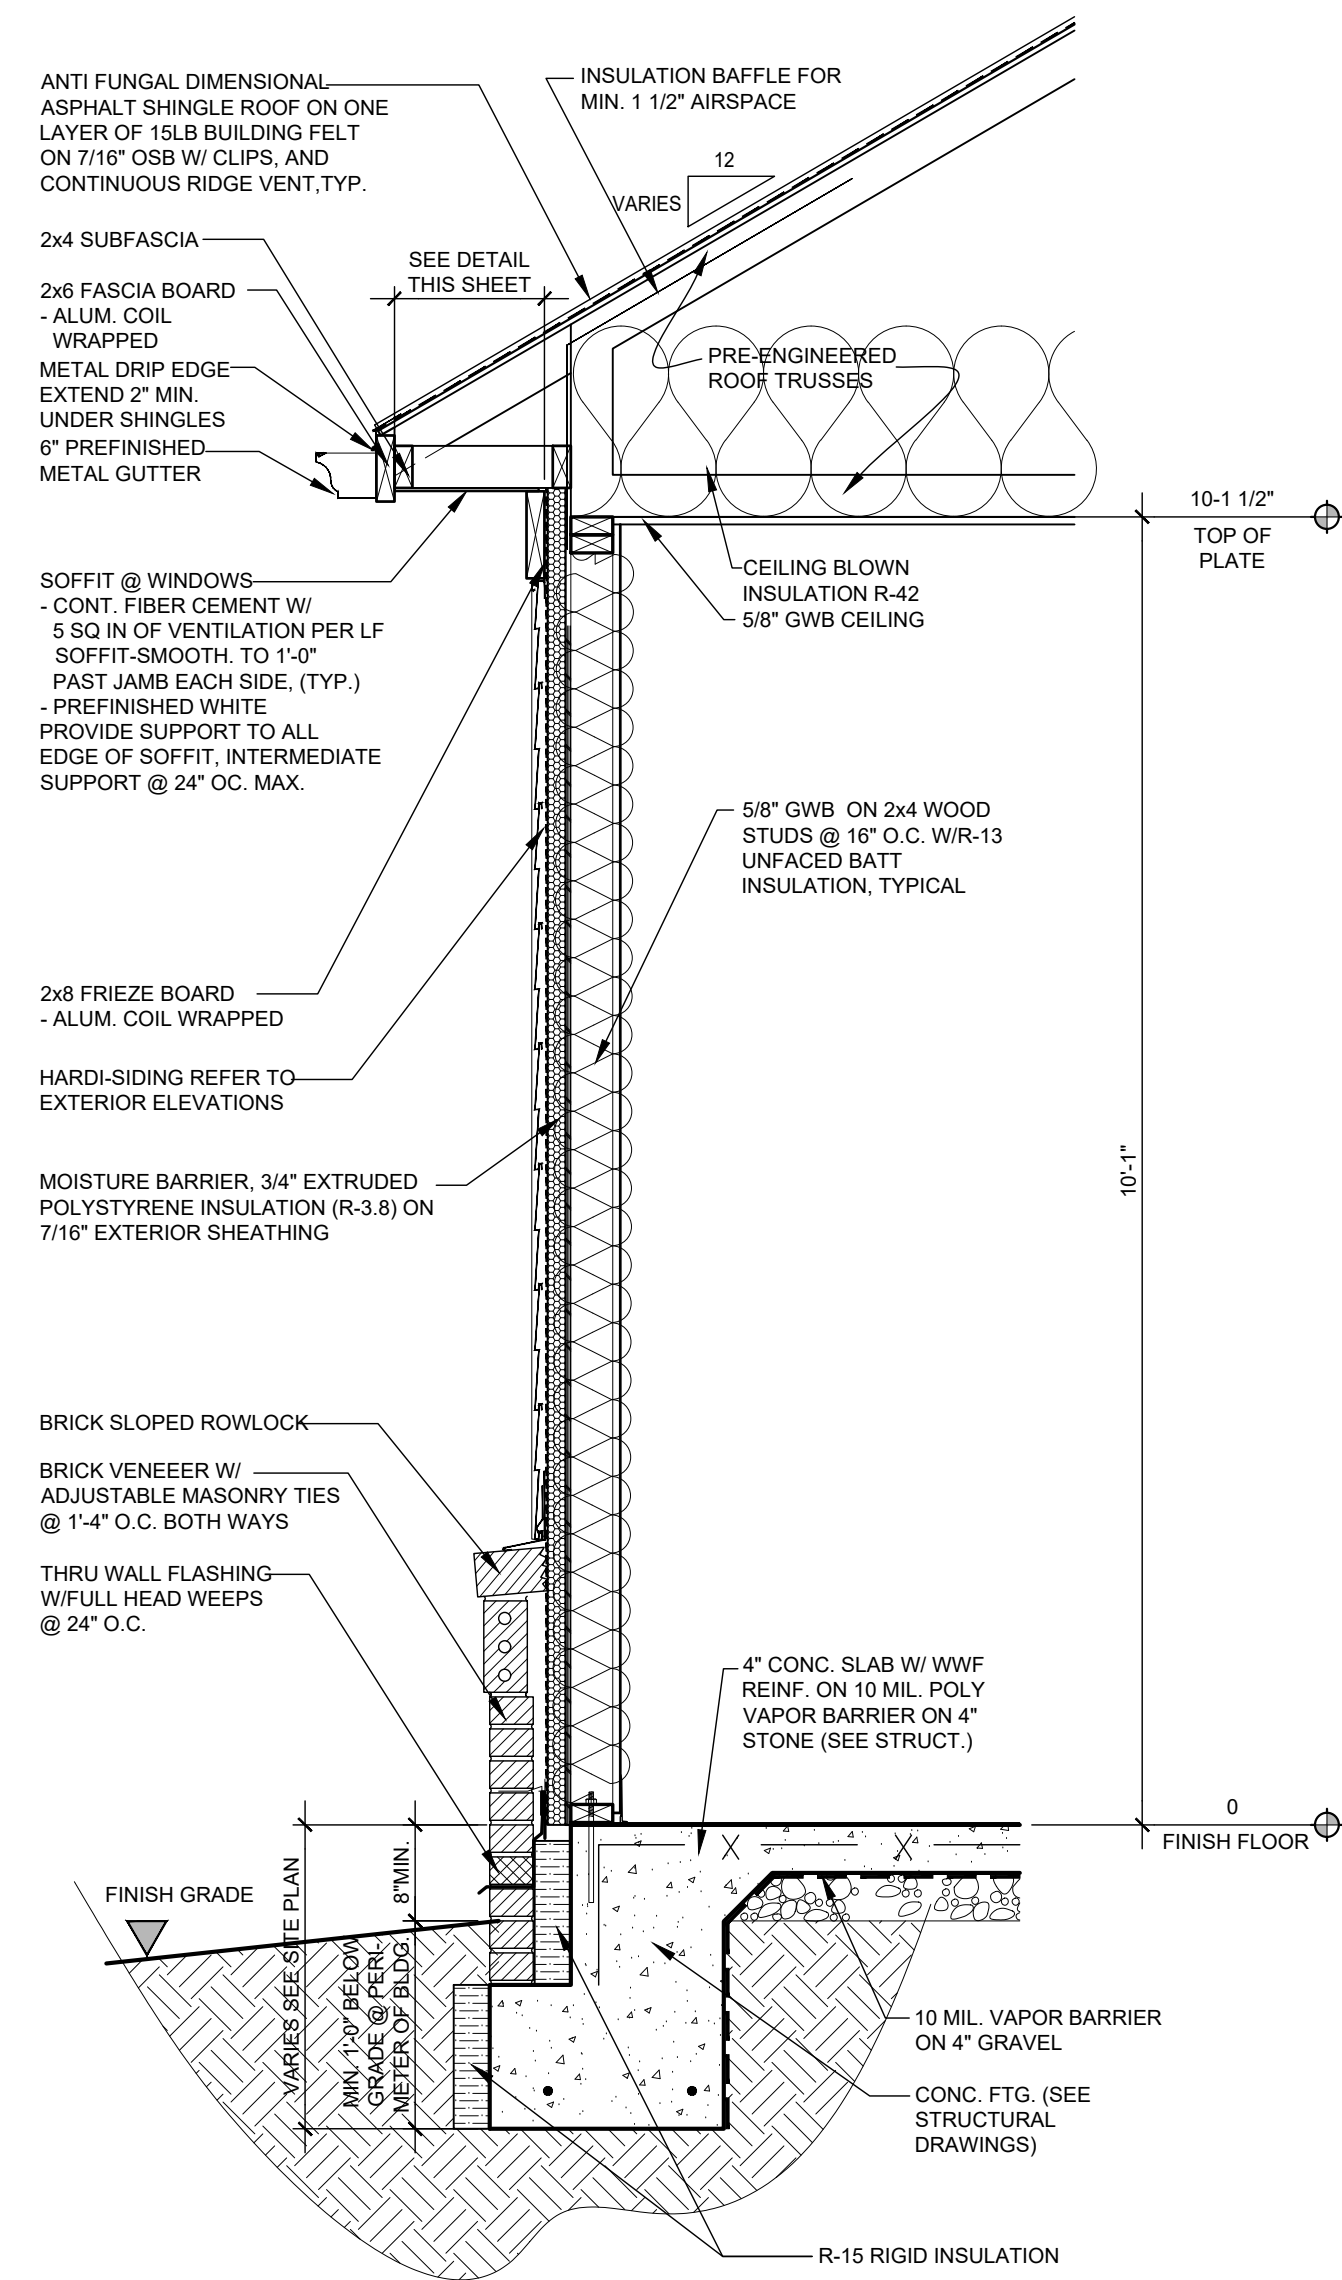 ANTI FUNGAL DIMENSIONAL
ASPHALT SHINGLE ROOF ON ONE
LAYER OF 15LB BUILDING FELT
ON 7/16" OSB W/ CLIPS, AND
CONTINUOUS RIDGE VENT,TYP.
INSULATION BAFFLE FOR
MIN. 1 1/2" AIRSPACE
12
VARIES
2x4 SUBFASCIA
SEE DETAIL
THIS SHEET
2x6 FASCIA BOARD
- ALUM. COIL
WRAPPED
METAL DRIP EDGE
EXTEND 2" MIN.
UNDER SHINGLES
6" PREFINISHED
METAL GUTTER
PRE-ENGINEERED
ROOF TRUSSES
10-1 1/2"
TOP OF
PLATE
CEILING BLOWN
INSULATION R-42
5/8" GWB CEILING
SOFFIT @ WINDOWS
- CONT. FIBER CEMENT W/
5 SQ IN OF VENTILATION PER LF
SOFFIT-SMOOTH. TO 1'-0"
PAST JAMB EACH SIDE, (TYP.)
- PREFINISHED WHITE
PROVIDE SUPPORT TO ALL
EDGE OF SOFFIT, INTERMEDIATE
SUPPORT @ 24" OC. MAX.
5/8" GWB ON 2x4 WOOD
STUDS @ 16" O.C. W/R-13
UNFACED BATT
INSULATION, TYPICAL
2x8 FRIEZE BOARD
- ALUM. COIL WRAPPED
HARDI-SIDING REFER TO
EXTERIOR ELEVATIONS
MOISTURE BARRIER, 3/4" EXTRUDED
POLYSTYRENE INSULATION (R-3.8) ON
7/16" EXTERIOR SHEATHING
10'-1"
BRICK SLOPED ROWLOCK
BRICK VENEEER W/
ADJUSTABLE MASONRY TIES
@ 1'-4" O.C. BOTH WAYS
THRU WALL FLASHING
W/FULL HEAD WEEPS
@ 24" O.C.
4" CONC. SLAB W/ WWF
REINF. ON 10 MIL. POLY
VAPOR BARRIER ON 4"
STONE (SEE STRUCT.)
0
FINISH FLOOR
FINISH GRADE
VARIES SEE SITE PLAN
8"MIN.
MIN. 1'-0" BELOW
GRADE @ PERI-
METER OF BLDG.
10 MIL. VAPOR BARRIER
ON 4" GRAVEL
CONC. FTG. (SEE
STRUCTURAL
DRAWINGS)
R-15 RIGID INSULATION